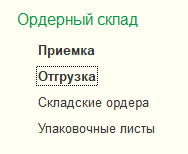 Ордерный склад
Приемка
Отгрузка
Складские ордера
Упаковочные листы